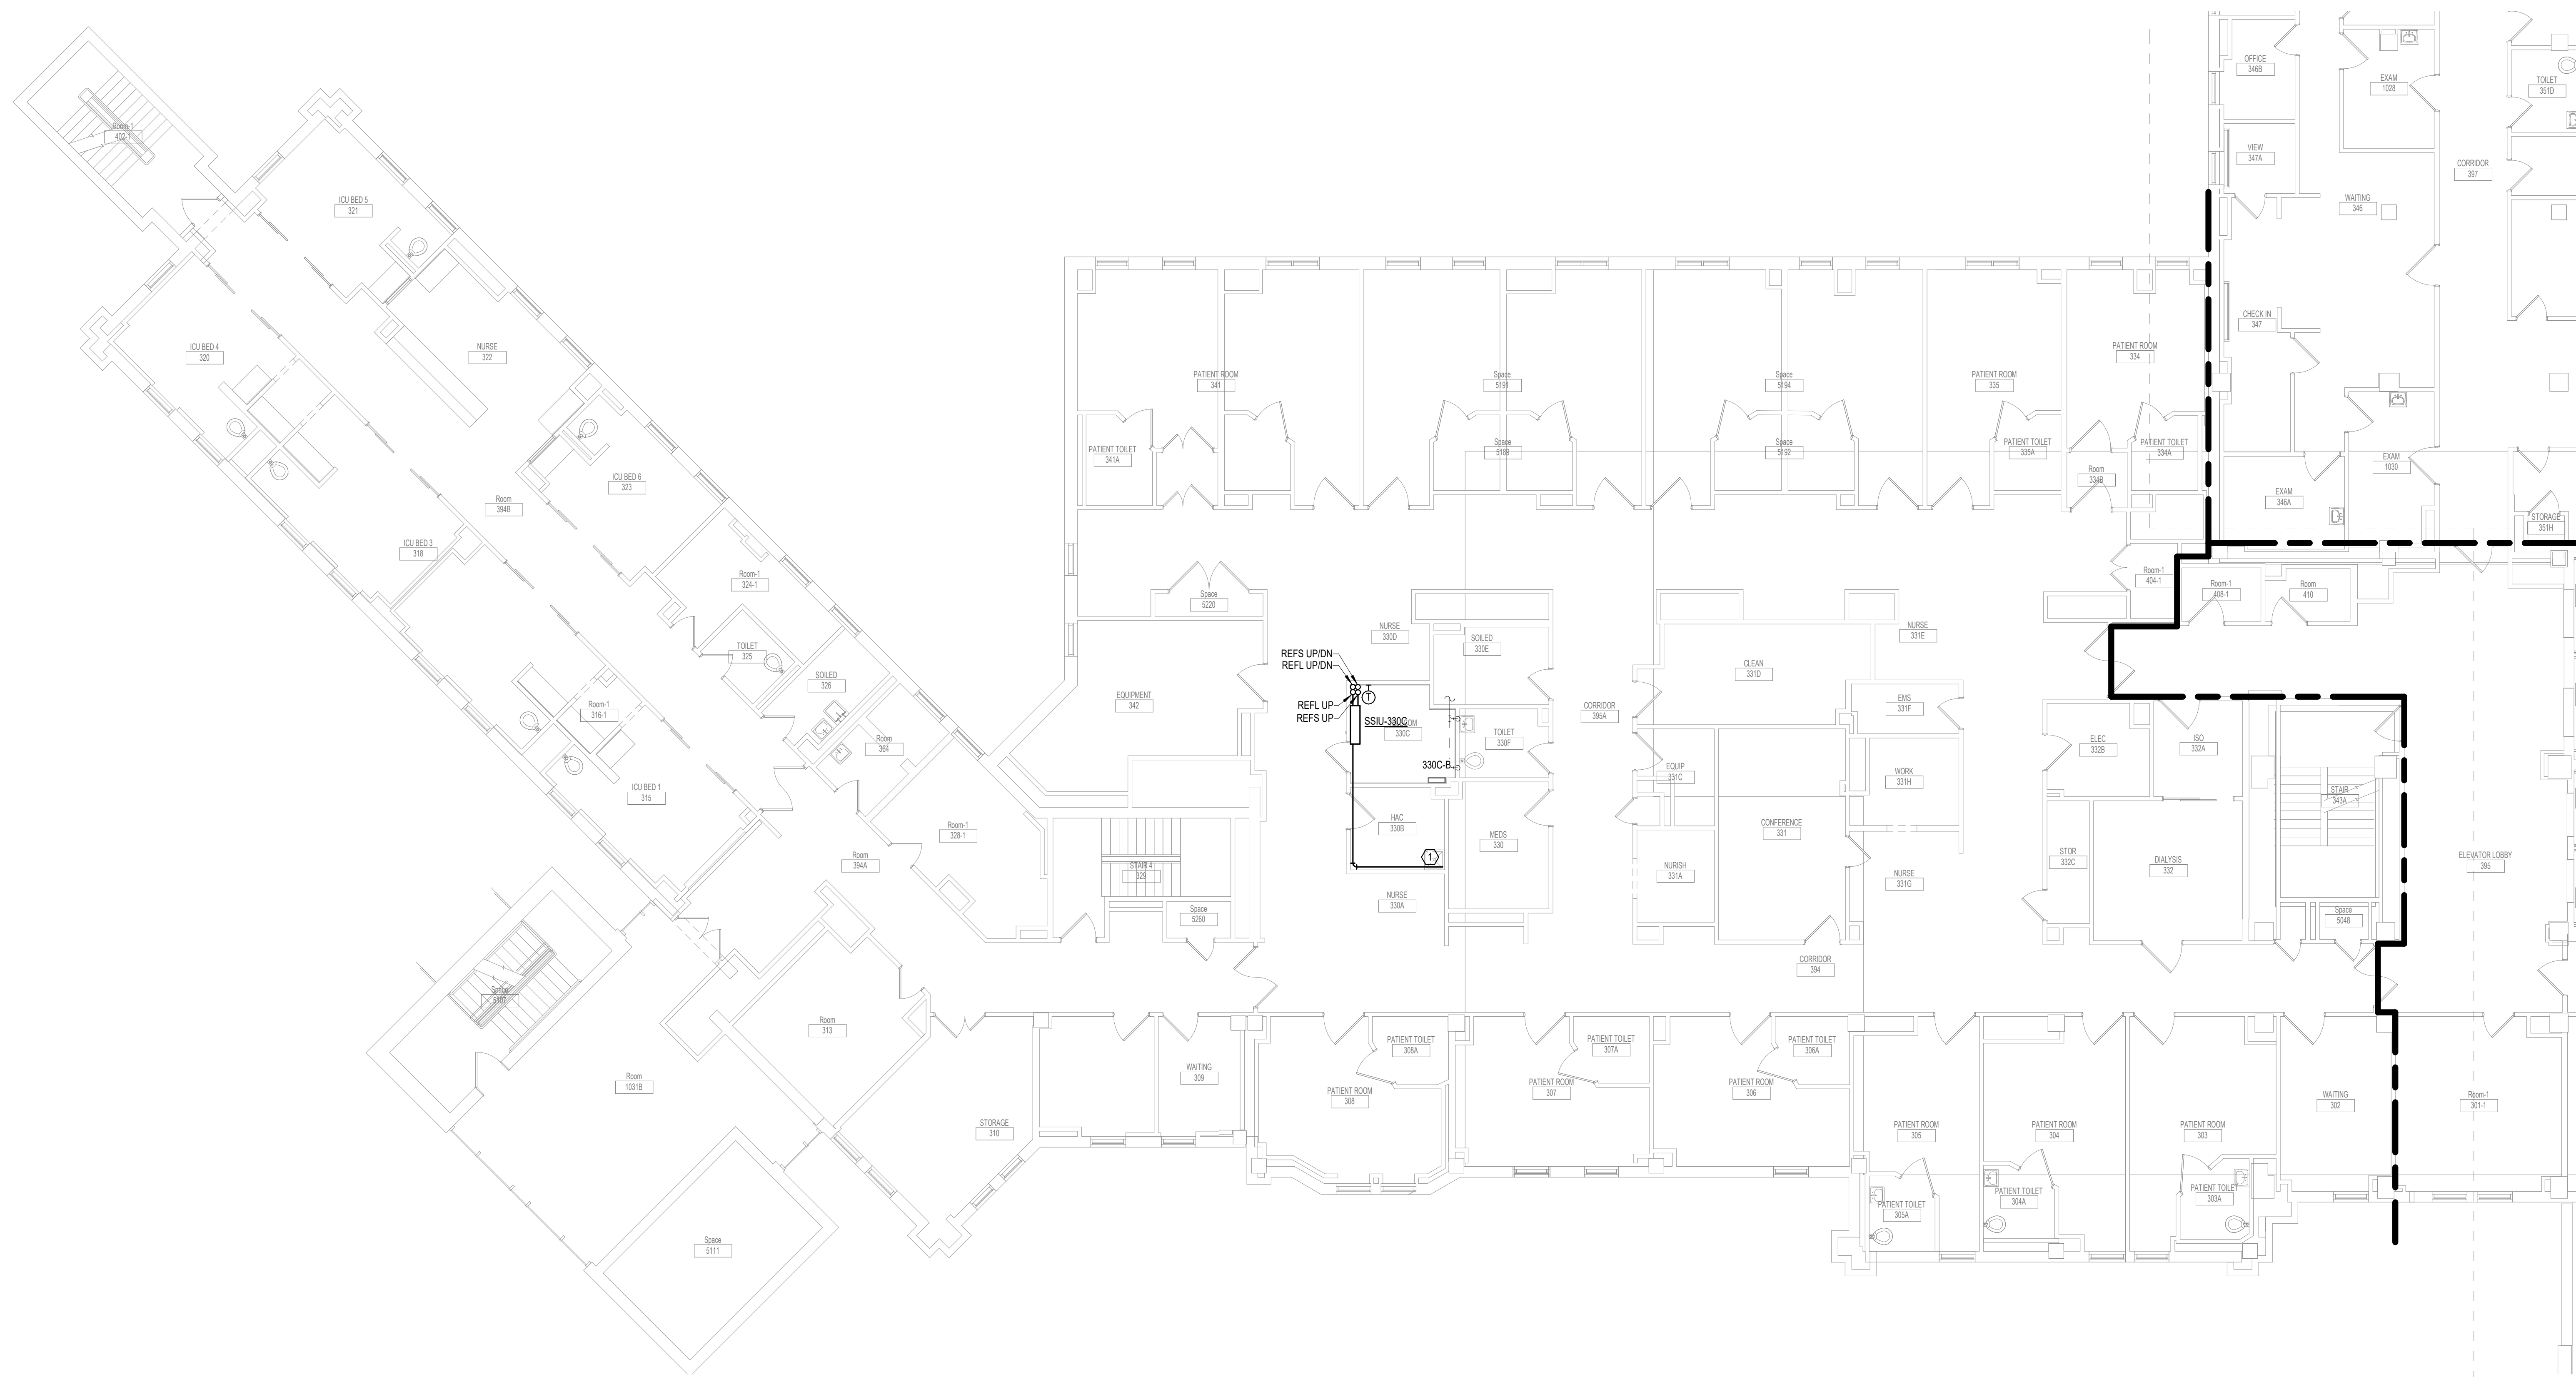 Room-1
402-1
ICU BED 5
321
ICU BED 4
320
NURSE
322
ICU BED 6
323
Room
394B
ICU BED 3
318
Room-1
324-1
TOILET
325
SOILED
326
Room-1
316-1
Room
364
ICU BED 1
315
Room-1
328-1
Room
394A
Space
5107
Room
1031B
Room
313
Space
5111
STORAGE
310
WAITING
309
STAIR 4
329
Space
5260
EQUIPMENT
342
Space
5220
PATIENT ROOM
341
PATIENT TOILET
341A
Space
5191
Space
5189
Space
5194
Space
5192
PATIENT ROOM
335
PATIENT TOILET
335A
PATIENT ROOM
334
PATIENT TOILET
334A
Room
334B
NURSE
330D
SOILED
330E
REFS UP/DN
REFL UP/DN
T
REFL UP
REFS UP
SSIU-330C
330C
TOILET
330F
330C-B
HAC
330B
MEDS
330
1
NURSE
330A
CORRIDOR
395A
CLEAN
331D
NURSE
331E
EMS
331F
EQUIP
331C
WORK
331H
CONFERENCE
331
NURISH
331A
NURSE
331G
CORRIDOR
394
ELEC
332B
ISO
332A
STOR
332C
DIALYSIS
332
STAIR
343A
Space
5048
ELEVATOR LOBBY
395
Room-1
404-1
Room-1
408-1
Room
410
OFFICE
346B
EXAM
1028
TOILET
351D
VIEW
347A
CORRIDOR
397
WAITING
346
CHECK IN
347
EXAM
1030
EXAM
346A
STORAGE
351H
PATIENT TOILET
308A
PATIENT ROOM
308
PATIENT TOILET
307A
PATIENT ROOM
307
PATIENT TOILET
306A
PATIENT ROOM
306
PATIENT ROOM
305
PATIENT TOILET
305A
PATIENT ROOM
304
PATIENT TOILET
304A
PATIENT ROOM
303
PATIENT TOILET
303A
WAITING
302
Room-1
301-1